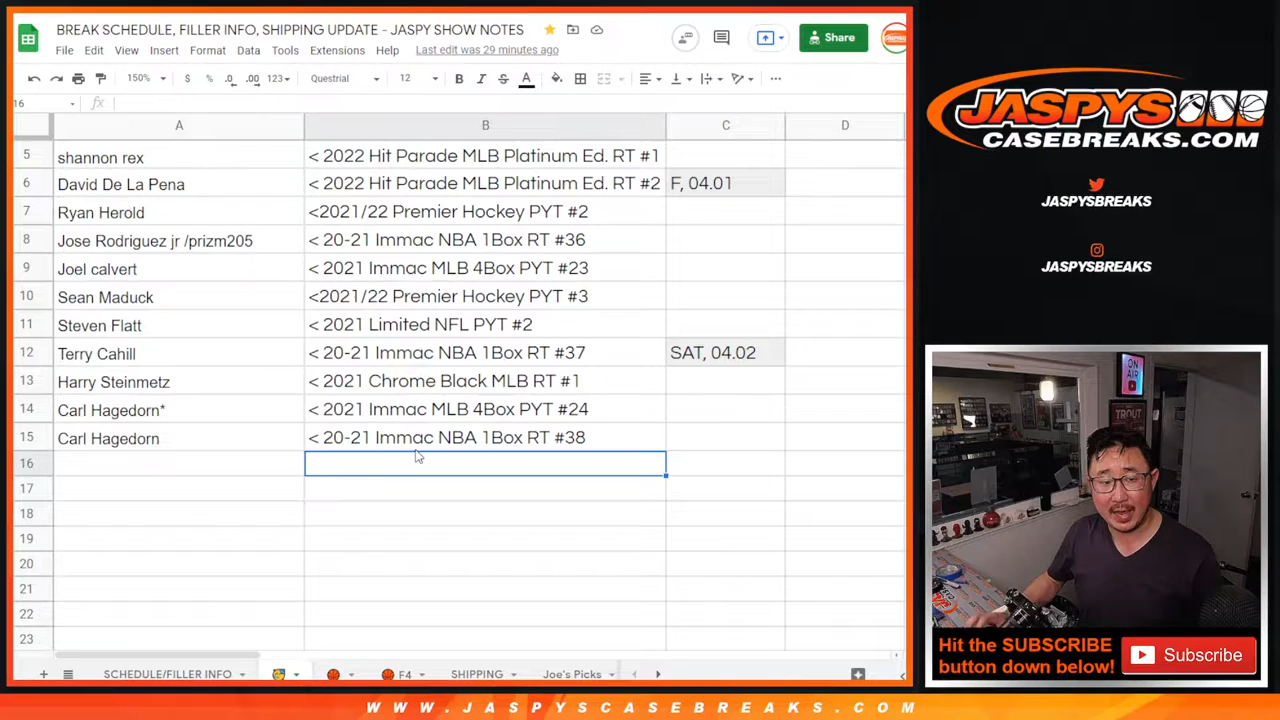 BREAK SCHEDULE, FILLER INFO, SHIPPING UPDATE - JASPY SHOW NOTES
File Edit View Insert Format Data Tools Extensions Help Last edit was 29 minutes ago
Share
150% $ % .0 .00 123 Questrial 12 B I S A
16 fx
A B C D
5 shannon rex < 2022 Hit Parade MLB Platinum Ed. RT #1
6 David De La Pena < 2022 Hit Parade MLB Platinum Ed. RT #2 F, 04.01
7 Ryan Herold <2021/22 Premier Hockey PYT #2
8 Jose Rodriguez jr /prizm205 < 20-21 Immac NBA 1Box RT #36
9 Joel calvert < 2021 Immac MLB 4Box PYT #23
10 Sean Maduck <2021/22 Premier Hockey PYT #3
11 Steven Flatt < 2021 Limited NFL PYT #2
12 Terry Cahill < 20-21 Immac NBA 1Box RT #37 SAT, 04.02
13 Harry Steinmetz < 2021 Chrome Black MLB RT #1
14 Carl Hagedorn* < 2021 Immac MLB 4Box PYT #24
15 Carl Hagedorn < 20-21 Immac NBA 1Box RT #38
16
17
18
19
20
21
22
23
SCHEDULE/FILLER INFO F4 SHIPPING Joe's Picks
JASPYS
CASEBREAKS.COM
JASPYSBREAKS
JASPYSBREAKS
ON AIR
TROUT
Hit the SUBSCRIBE
button down below!
Subscribe
WWW.JASPYSCASEBREAKS.COM